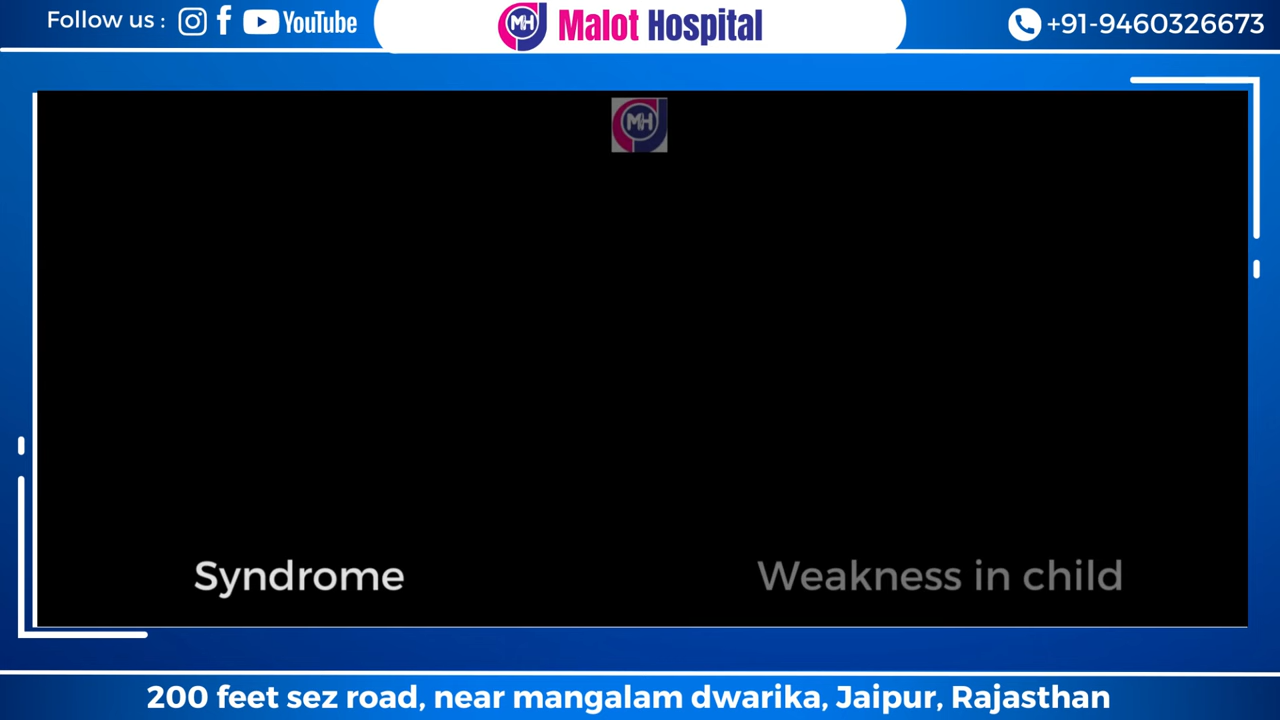 Follow us : YouTube MH Malot Hospital +91-9460326673
MH
Syndrome Weakness in child
200 feet sez road, near mangalam dwarika, Jaipur, Rajasthan